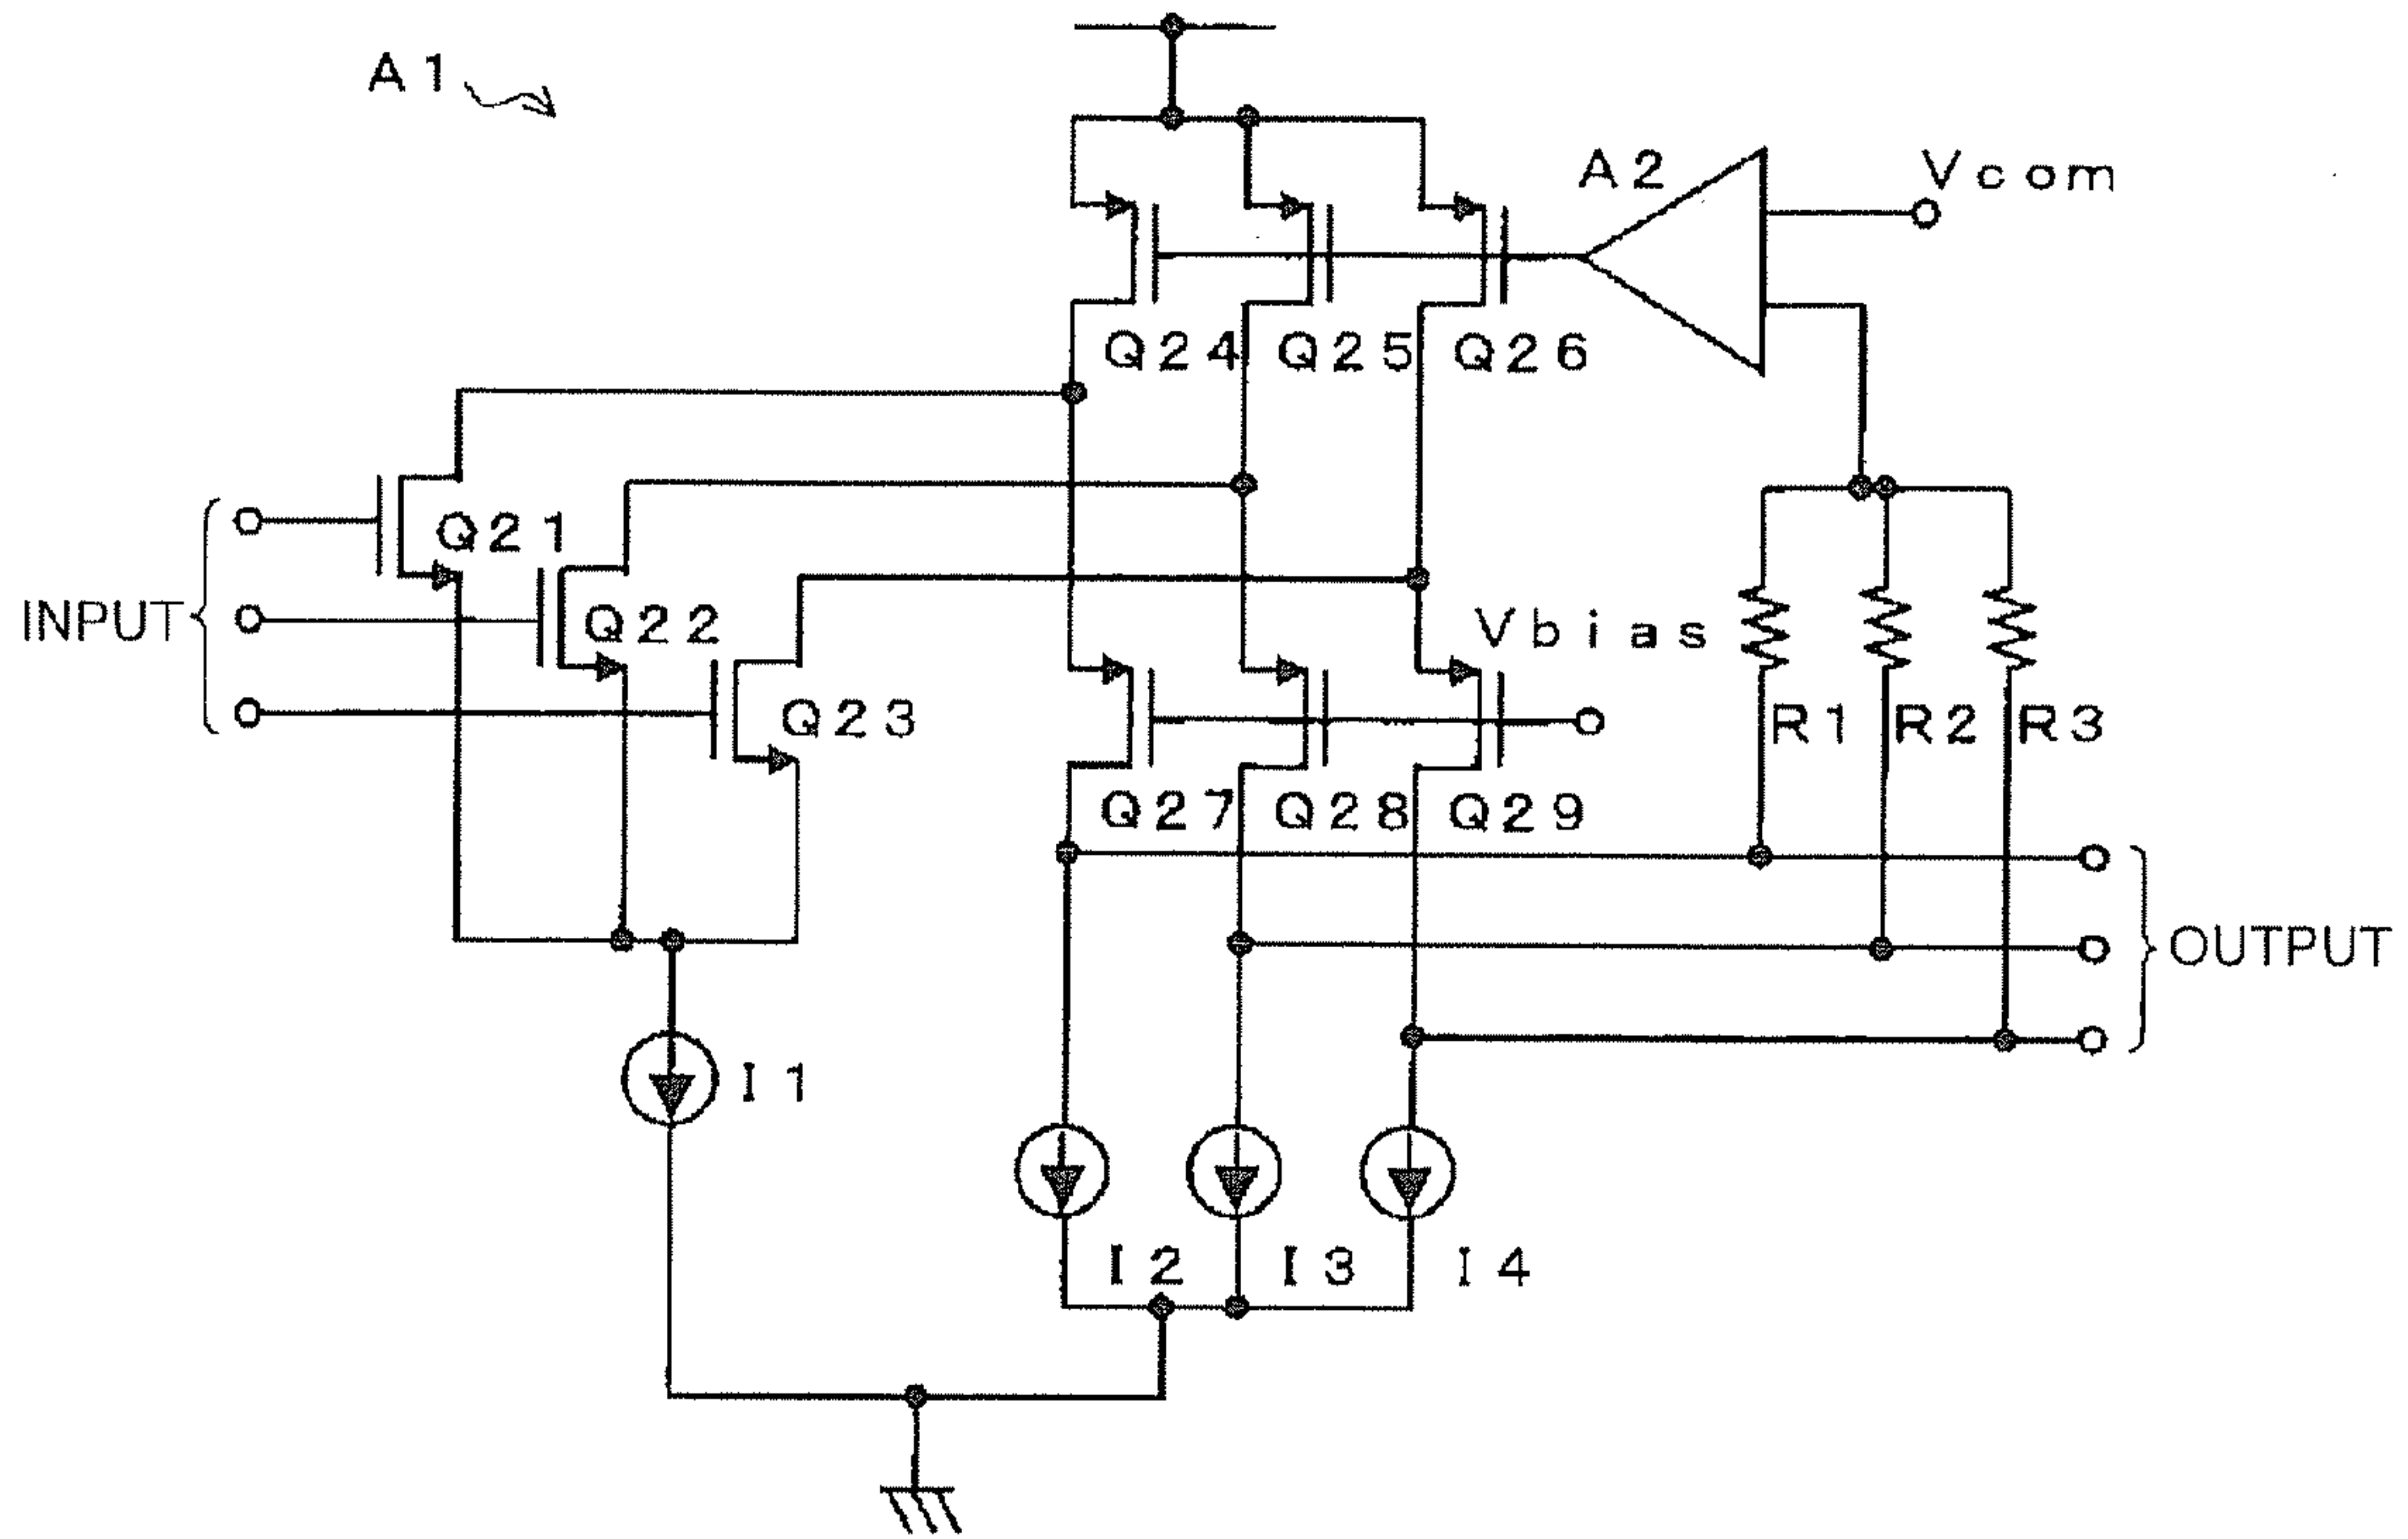 A1
A2
Vcom
Q24
Q25
Q26
Q21
INPUT
Q22
Vbias
Q23
R1
R2
R3
Q27
Q28
Q29
OUTPUT
I1
I2
I3
I4